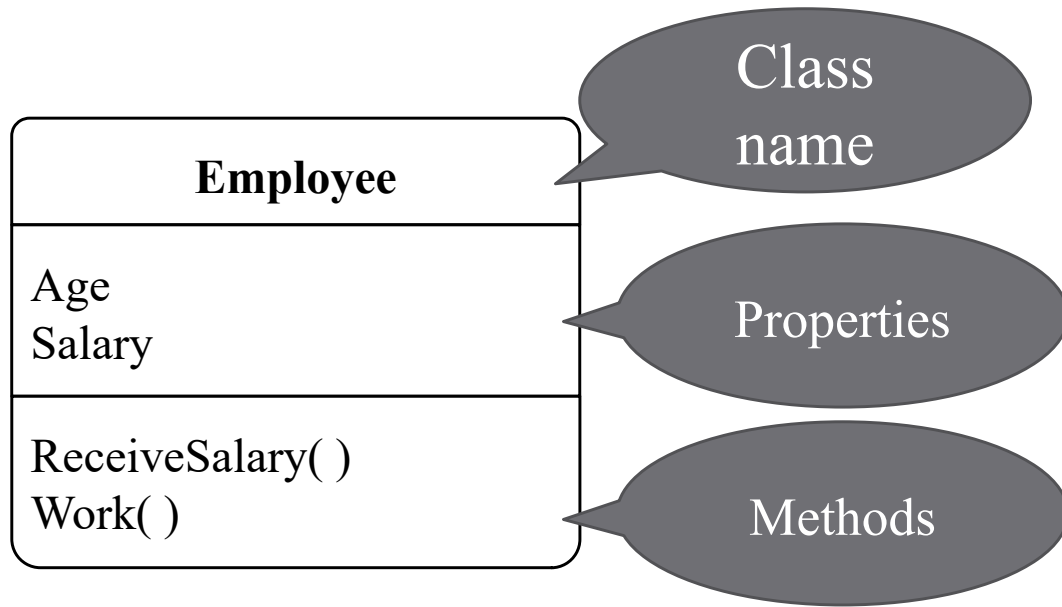 Class
name
Employee
Age
Salary
Properties
ReceiveSalary( )
Work( )
Methods